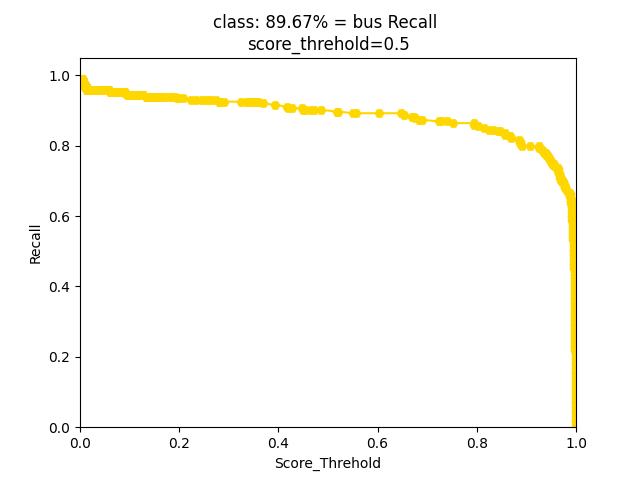 class: 89.67% = bus Recall
score_threhold=0.5
1.0
0.8
0.6
0.4
0.2
0.0
Recall
0.0 0.2 0.4 0.6 0.8 1.0
Score_Threhold